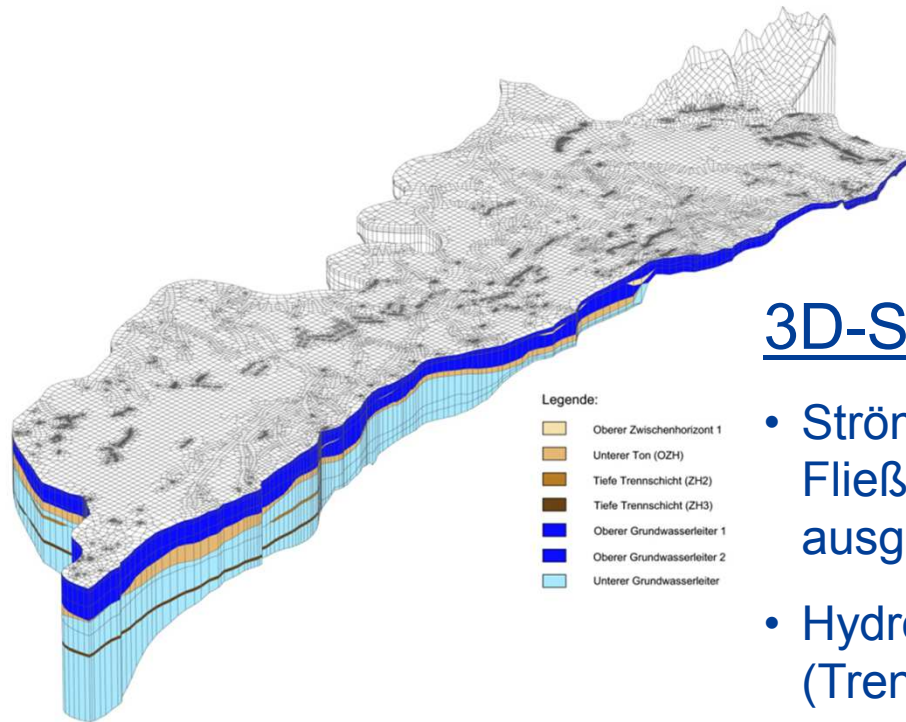 Legende:
Oberer Zwischenhorizont 1
Unterer Ton (OZH)
Tiefe Trennschicht (ZH2)
Tiefe Trennschicht (ZH3)
Oberer Grundwasserleiter 1
Oberer Grundwasserleiter 2
Unterer Grundwasserleiter
3D-S
• Strön
Fließ
ausg
• Hydro
(Tren